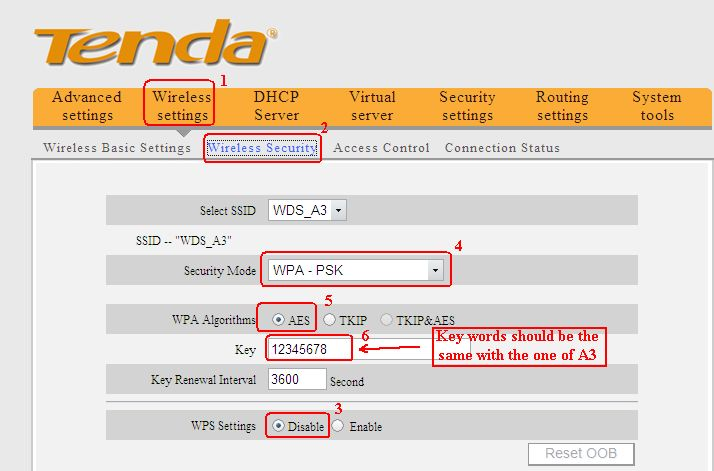 Tenda®
1
Advanced settings
Wireless settings
DHCP Server
Virtual server
Security settings
Routing settings
System tools
2
Wireless Basic Settings
Wireless Security
Access Control
Connection Status
Select SSID WDS_A3
SSID -- "WDS_A3"
4
Security Mode WPA - PSK
5
WPA Algorithms AES TKIP TKIP&AES
6
Key 12345678
Key words should be the
same with the one of A3
Key Renewal Interval 3600 Second
3
WPS Settings Disable Enable
Reset OOB